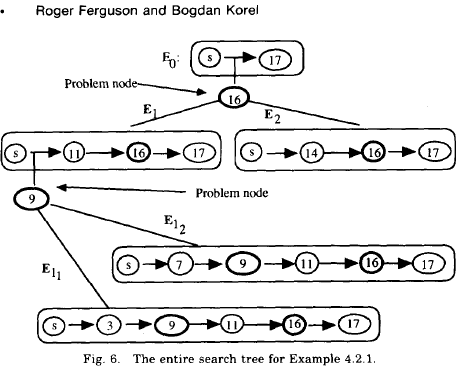 • Roger Ferguson and Bogdan Korel
E0: s 17
Problem node
16
E1 E2
s 11 16 17 s 14 16 17
9 Problem node
E12
s 7 9 11 16 17
E11
s 3 9 11 16 17
Fig. 6. The entire search tree for Example 4.2.1.